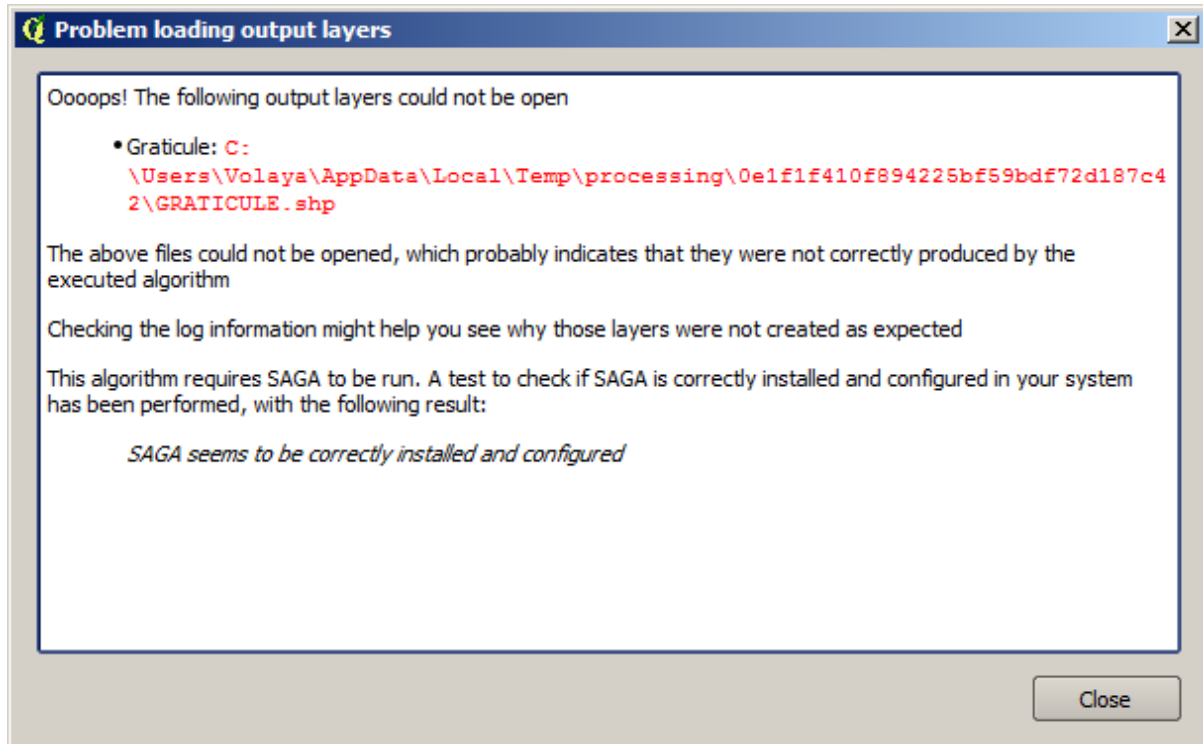 Problem loading output layers
Oooops! The following output layers could not be open
• Graticule: C:
\Users\Volaya\AppData\Local\Temp\processing\0e1f1f410f894225bf59bdf72d187c4
2\GRATICULE.shp
The above files could not be opened, which probably indicates that they were not correctly produced by the
executed algorithm
Checking the log information might help you see why those layers were not created as expected
This algorithm requires SAGA to be run. A test to check if SAGA is correctly installed and configured in your system
has been performed, with the following result:
SAGA seems to be correctly installed and configured
Close